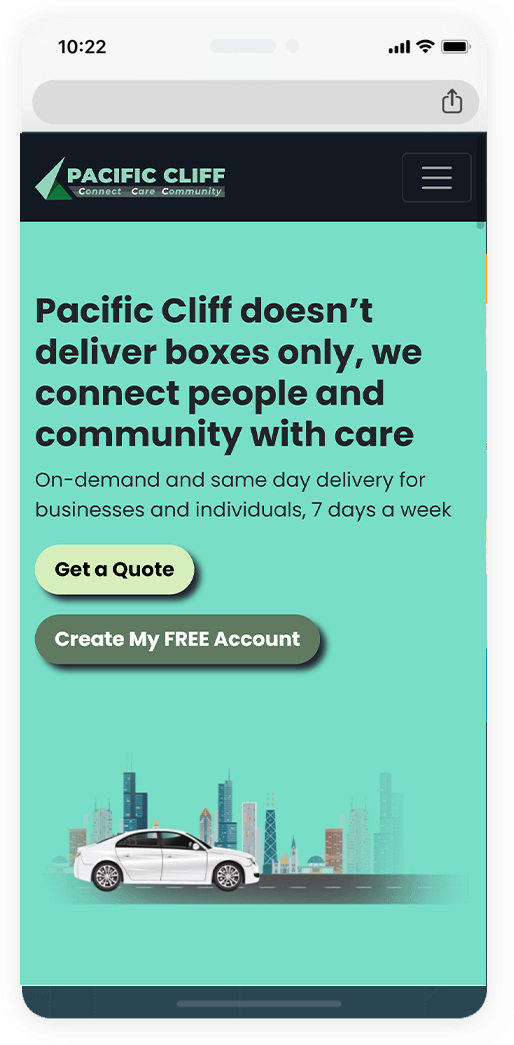 10:22
PACIFIC CLIFF
Connect Care Community
Pacific Cliff doesn’t
deliver boxes only, we
connect people and
community with care
On-demand and same day delivery for
businesses and individuals, 7 days a week
Get a Quote
Create My FREE Account